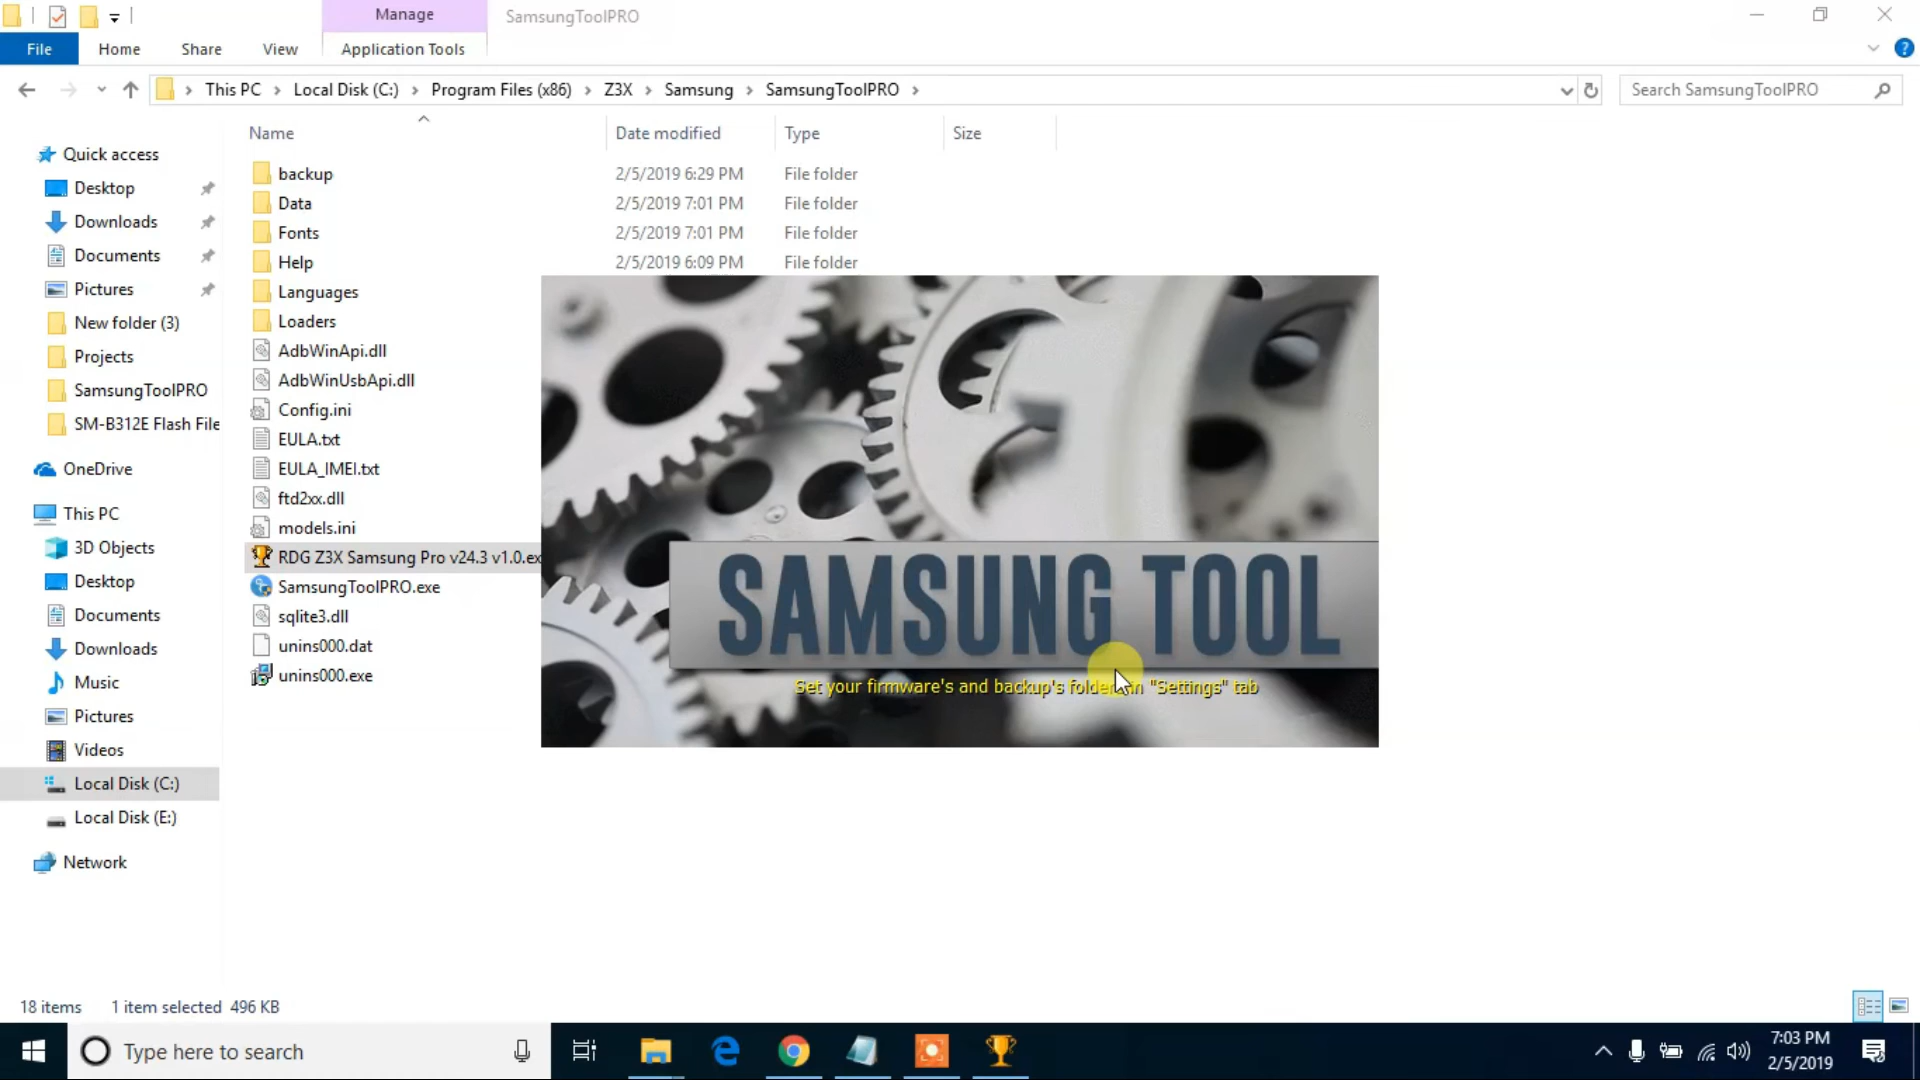 Manage
SamsungToolPRO
File
Home
Share
View
Application Tools
This PC
Local Disk (C:)
Program Files (x86)
Z3X
Samsung
SamsungToolPRO
Search SamsungToolPRO
Name
Date modified
Type
Size
Quick access
Desktop
Downloads
Documents
Pictures
New folder (3)
Projects
SamsungToolPRO
SM-B312E Flash File
OneDrive
This PC
3D Objects
Desktop
Documents
Downloads
Music
Pictures
Videos
Local Disk (C:)
Local Disk (E:)
Network
backup 2/5/2019 6:29 PM File folder
Data 2/5/2019 7:01 PM File folder
Fonts 2/5/2019 7:01 PM File folder
Help 2/5/2019 6:09 PM File folder
Languages
Loaders
AdbWinApi.dll
AdbWinUsbApi.dll
Config.ini
EULA.txt
EULA_IMEI.txt
ftd2xx.dll
models.ini
RDG Z3X Samsung Pro v24.3 v1.0.ex
SamsungToolPRO.exe
sqlite3.dll
unins000.dat
unins000.exe
SAMSUNG TOOL
Set your firmware's and backup's folder in "Settings" tab
18 items
1 item selected 496 KB
Type here to search
7:03 PM
2/5/2019